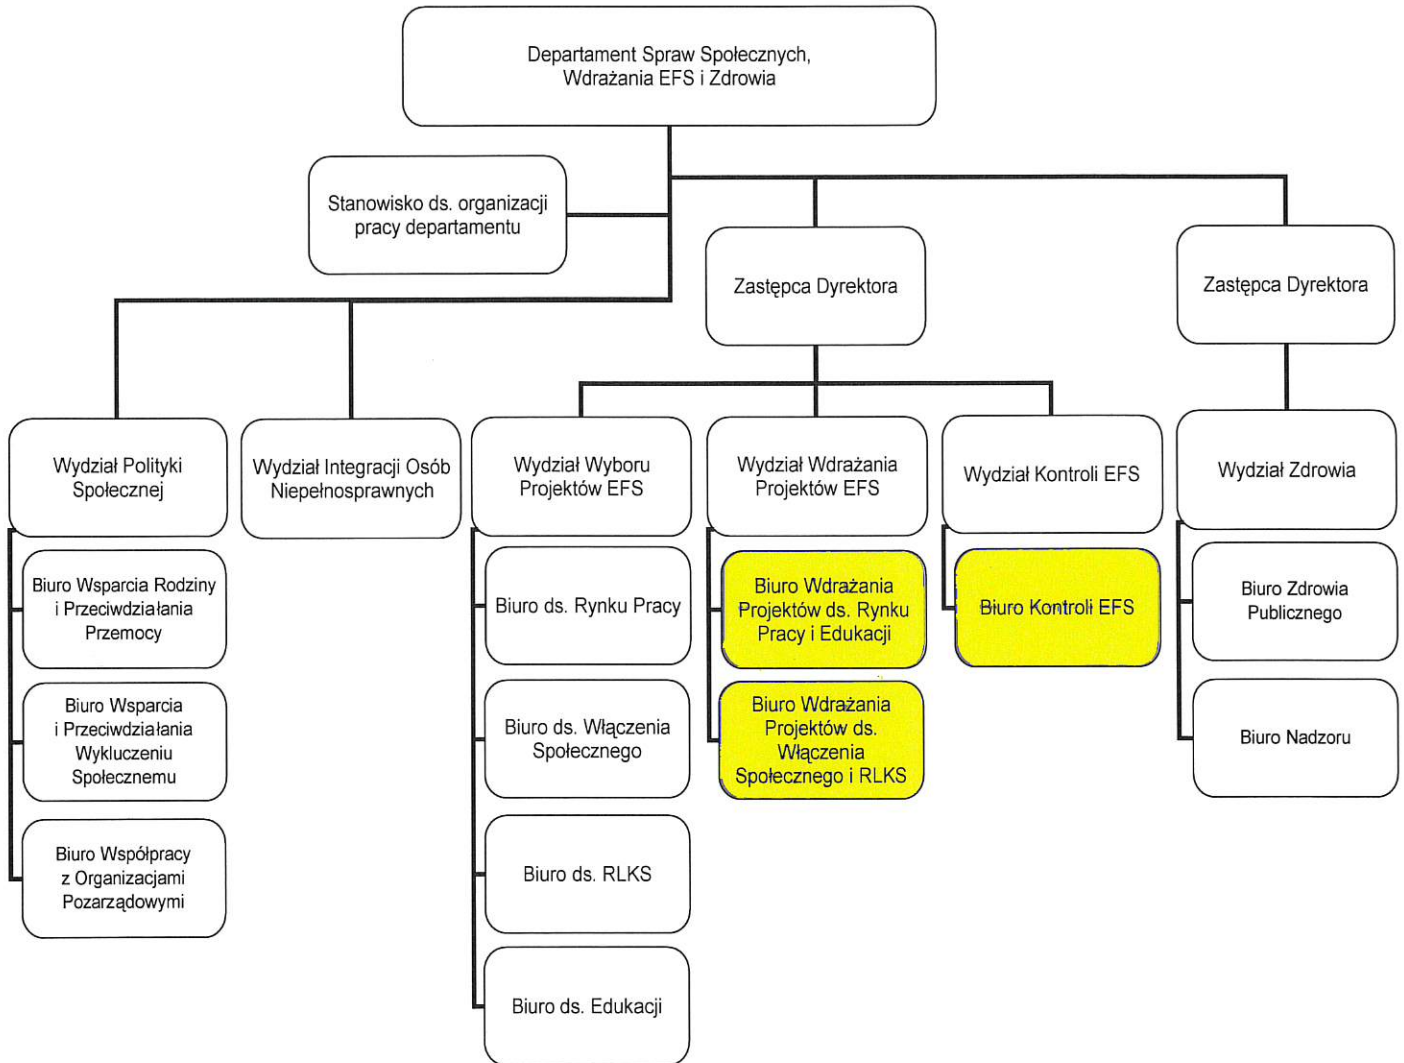 Departament Spraw Społecznych,
Wdrażania EFS i Zdrowia
Stanowisko ds. organizacji
pracy departamentu
Zastępca Dyrektora
Zastępca Dyrektora
Wydział Polityki
Społecznej
Wydział Integracji Osób
Niepełnosprawnych
Wydział Wyboru
Projektów EFS
Wydział Wdrażania
Projektów EFS
Wydział Kontroli EFS
Wydział Zdrowia
Biuro Wsparcia Rodziny
i Przeciwdziałania
Przemocy
Biuro Wsparcia
i Przeciwdziałania
Wykluczeniu
Społecznemu
Biuro Współpracy
z Organizacjami
Pozarządowymi
Biuro ds. Rynku Pracy
Biuro ds. Włączenia
Społecznego
Biuro ds. RLKS
Biuro ds. Edukacji
Biuro Wdrażania
Projektów ds. Rynku
Pracy i Edukacji
Biuro Wdrażania
Projektów ds.
Włączenia
Społecznego i RLKS
Biuro Kontroli EFS
Biuro Zdrowia
Publicznego
Biuro Nadzoru